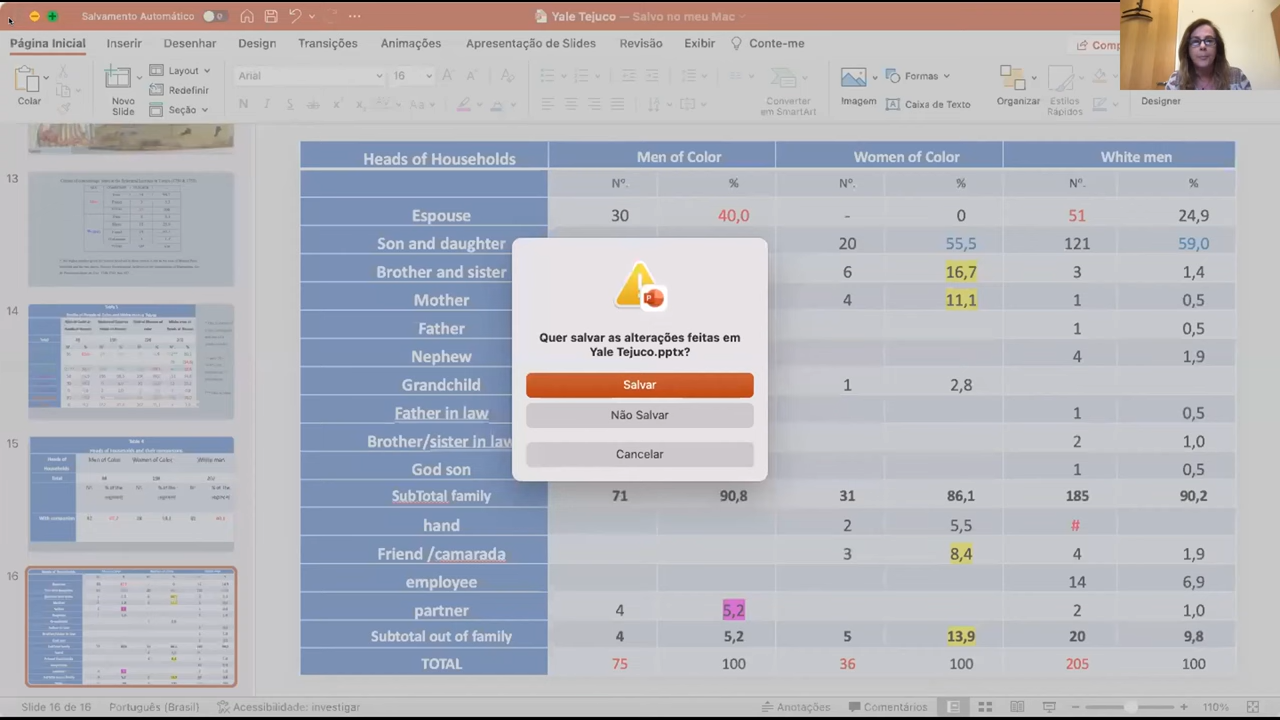 Salvamento Automático
Yale Tejuco — Salvo no meu Mac
Página Inicial Inserir Desenhar Design Transições Animações Apresentação de Slides Revisão Exibir Conte-me
Colar
Novo Slide
Layout
Redefinir
Seção
Arial 16
Converter em SmartArt
Imagem
Formas
Caixa de Texto
Organizar
Estilos Rápidos
Designer
13
14
15
16
Heads of Households Men of Color Women of Color White men
Nº. % Nº. % Nº. %
Espouse 30 40,0 - 0 51 24,9
Son and daughter 20 55,5 121 59,0
Brother and sister 6 16,7 3 1,4
Mother 4 11,1 1 0,5
Father 1 0,5
Nephew 4 1,9
Grandchild 1 2,8
Father in law 1 0,5
Brother/sister in law 2 1,0
God son 1 0,5
SubTotal family 71 90,8 31 86,1 185 90,2
hand 2 5,5 #
Friend /camarada 3 8,4 4 1,9
employee 14 6,9
partner 4 5,2 2 1,0
Subtotal out of family 4 5,2 5 13,9 20 9,8
TOTAL 75 100 36 100 205 100
Quer salvar as alterações feitas em
Yale Tejuco.pptx?
Salvar
Não Salvar
Cancelar
Slide 16 de 16 Português (Brasil) Acessibilidade: investigar Anotações Comentários 110%